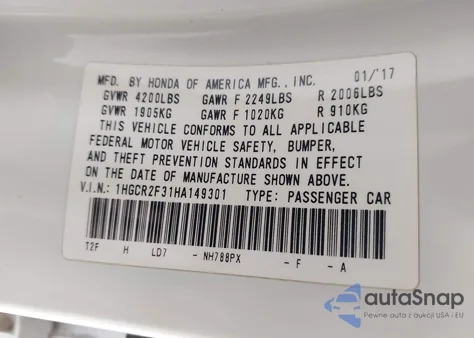 MFD. BY HONDA OF AMERICA MFG., INC. 01/'17
GVWR 4200LBS GAWR F 2249LBS R 2006LBS
GVWR 1905KG GAWR F 1020KG R 910KG
THIS VEHICLE CONFORMS TO ALL APPLICABLE
FEDERAL MOTOR VEHICLE SAFETY, BUMPER,
AND THEFT PREVENTION STANDARDS IN EFFECT
ON THE DATE OF MANUFACTURE SHOWN ABOVE.
V.I.N: 1HGCR2F31HA149301 TYPE: PASSENGER CAR
T2F H LD7 - NH788PX - F - A
autoSnap
Pewne auta z USA i EU